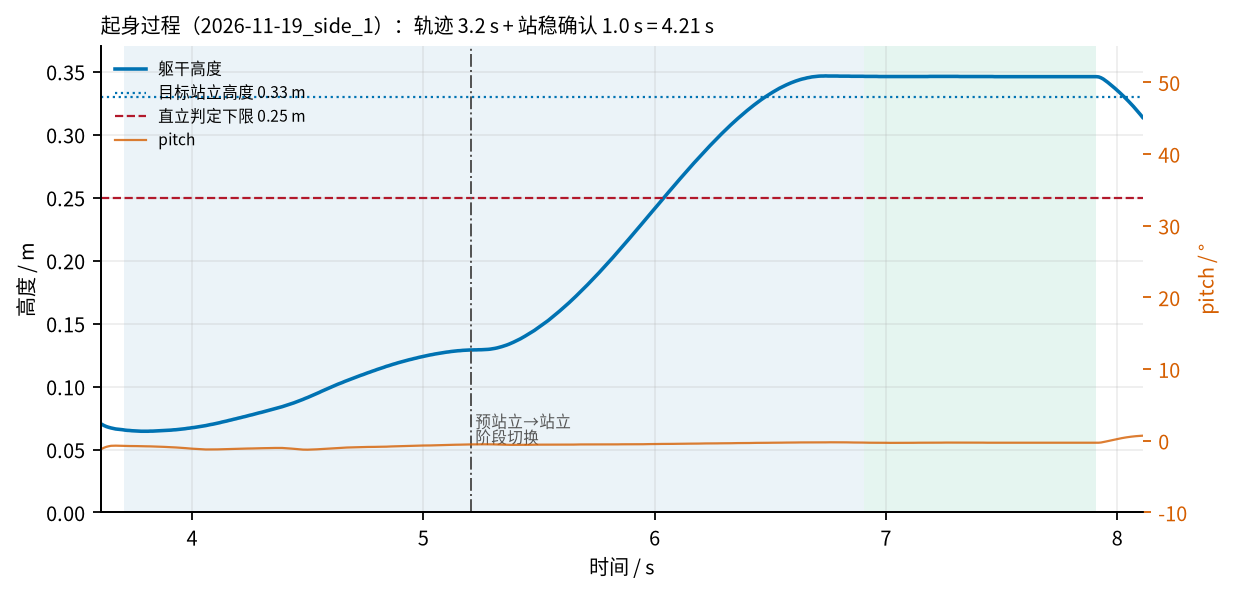 起身过程（2026-11-19_side_1）：轨迹 3.2 s + 站稳确认 1.0 s = 4.21 s
躯干高度
目标站立高度 0.33 m
直立判定下限 0.25 m
pitch
0.35
0.30
0.25
0.20
0.15
0.10
0.05
0.00
高度 / m
50
40
30
20
10
0
-10
pitch / °
预站立→站立
阶段切换
4
5
6
7
8
时间 / s